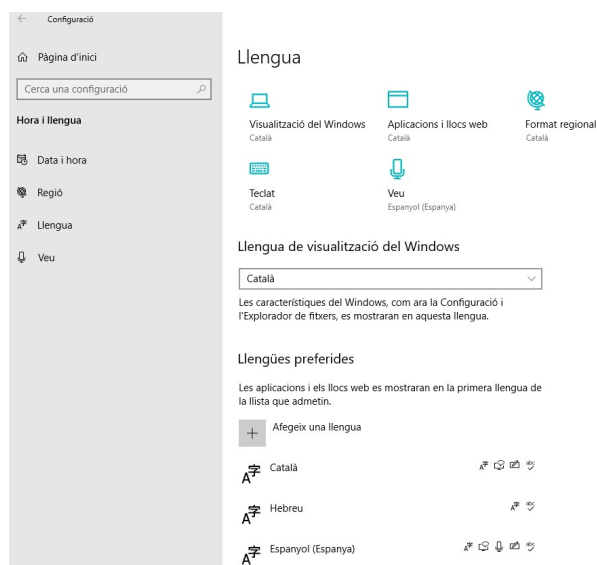 Configuració
Pàgina d'inici
Cerca una configuració
Hora i llengua
Data i hora
Regió
Llengua
Veu
Llengua
Visualització del Windows
Català
Aplicacions i llocs web
Català
Format regional
Català
Teclat
Català
Veu
Espanyol (Espanya)
Llengua de visualització del Windows
Català
Les característiques del Windows, com ara la Configuració i
l'Explorador de fitxers, es mostraran en aquesta llengua.
Llengües preferides
Les aplicacions i els llocs web es mostraran en la primera llengua de
la llista que admetin.
Afegeix una llengua
Català
Hebreu
Espanyol (Espanya)